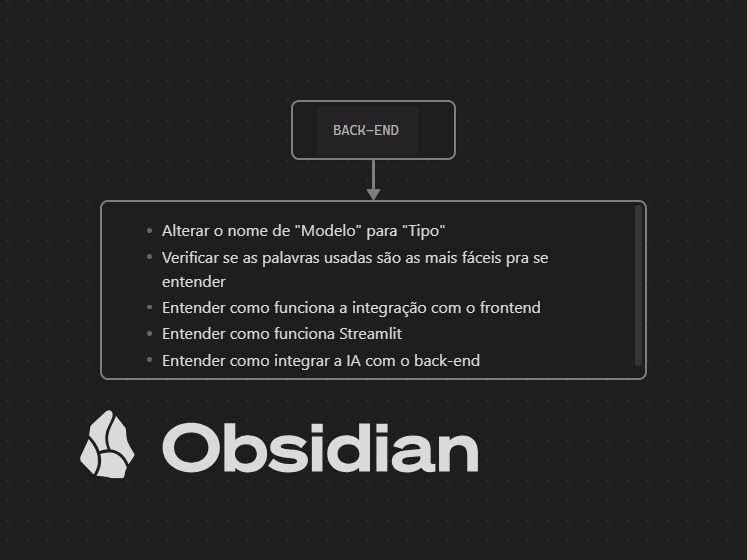 BACK-END
Alterar o nome de "Modelo" para "Tipo"
Verificar se as palavras usadas são as mais fáceis pra se
entender
Entender como funciona a integração com o frontend
Entender como funciona Streamlit
Entender como integrar a IA com o back-end
Obsidian